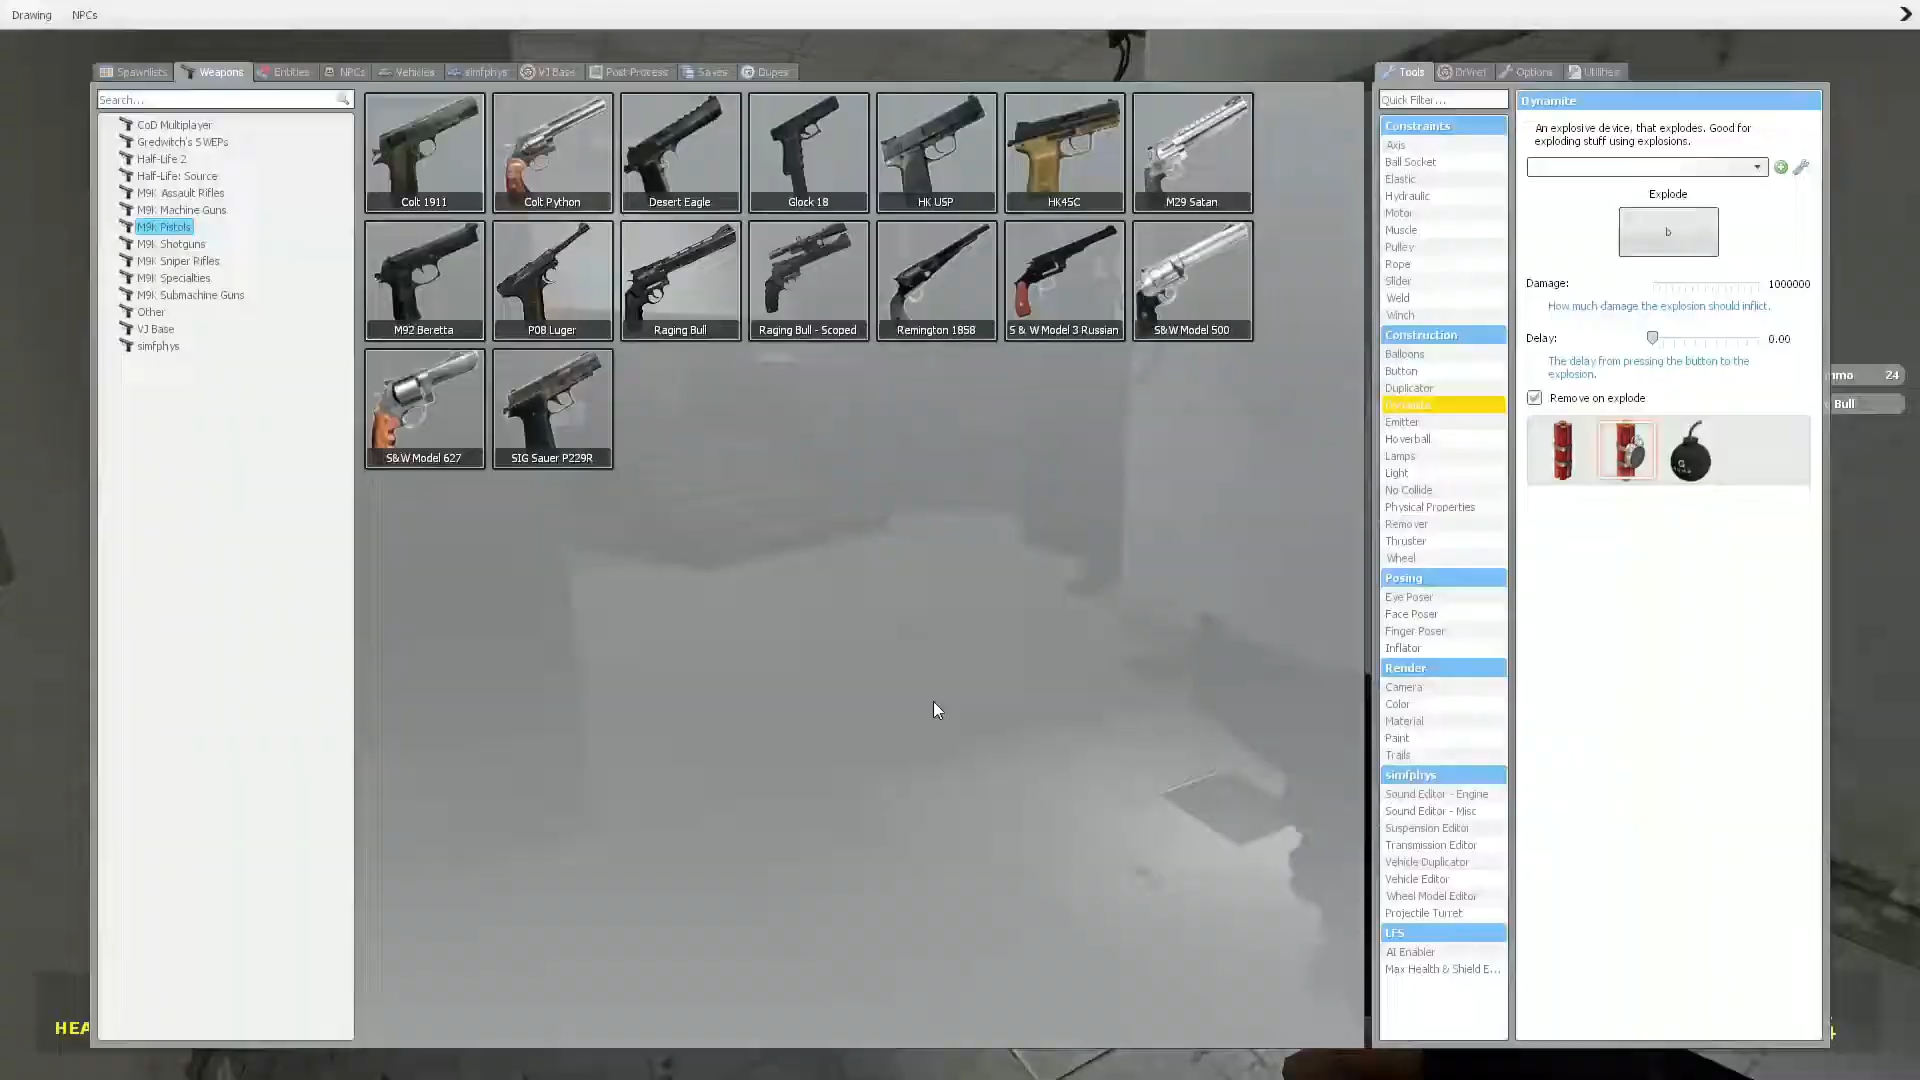 Drawing NPCs
Spawnlists Weapons Entities NPCs Vehicles simfphys VJ Base Post Process Saves Dupes
Search...
CoD Multiplayer
Gredwitch's SWEPs
Half-Life 2
Half-Life: Source
M9K Assault Rifles
M9K Machine Guns
M9K Pistols
M9K Shotguns
M9K Sniper Rifles
M9K Specialties
M9K Submachine Guns
Other
VJ Base
simfphys
Colt 1911
Colt Python
Desert Eagle
Glock 18
HK USP
HK45C
M29 Satan
M92 Beretta
P08 Luger
Raging Bull
Raging Bull - Scoped
Remington 1858
S & W Model 3 Russian
S&W Model 500
S&W Model 627
SIG Sauer P229R
Tools DrVrej Options Utilities
Quick Filter...
Constraints
Axis
Ball Socket
Elastic
Hydraulic
Motor
Muscle
Pulley
Rope
Slider
Weld
Winch
Construction
Balloons
Button
Duplicator
Dynamite
Emitter
Hoverball
Lamps
Light
No Collide
Physical Properties
Remover
Thruster
Wheel
Posing
Eye Poser
Face Poser
Finger Poser
Inflator
Render
Camera
Color
Material
Paint
Trails
simfphys
Sound Editor - Engine
Sound Editor - Misc
Suspension Editor
Transmission Editor
Vehicle Duplicator
Vehicle Editor
Wheel Model Editor
Projectile Turret
LFS
AI Enabler
Max Health & Shield E...
Dynamite
An explosive device, that explodes. Good for
exploding stuff using explosions.
Explode
b
Damage: 1000000
How much damage the explosion should inflict.
Delay: 0.00
The delay from pressing the button to the
explosion.
Remove on explode
mmo 24
Bull
HEA
4